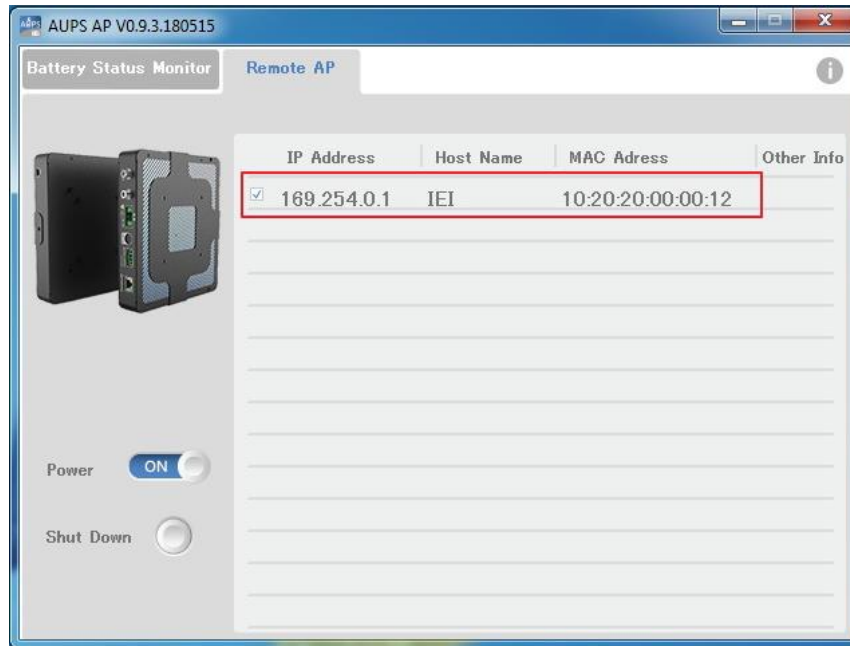 AUPS AP V0.9.3.180515
Battery Status Monitor Remote AP
IP Address Host Name MAC Adress Other Info
169.254.0.1 IEI 10:20:20:00:00:12
Power ON
Shut Down